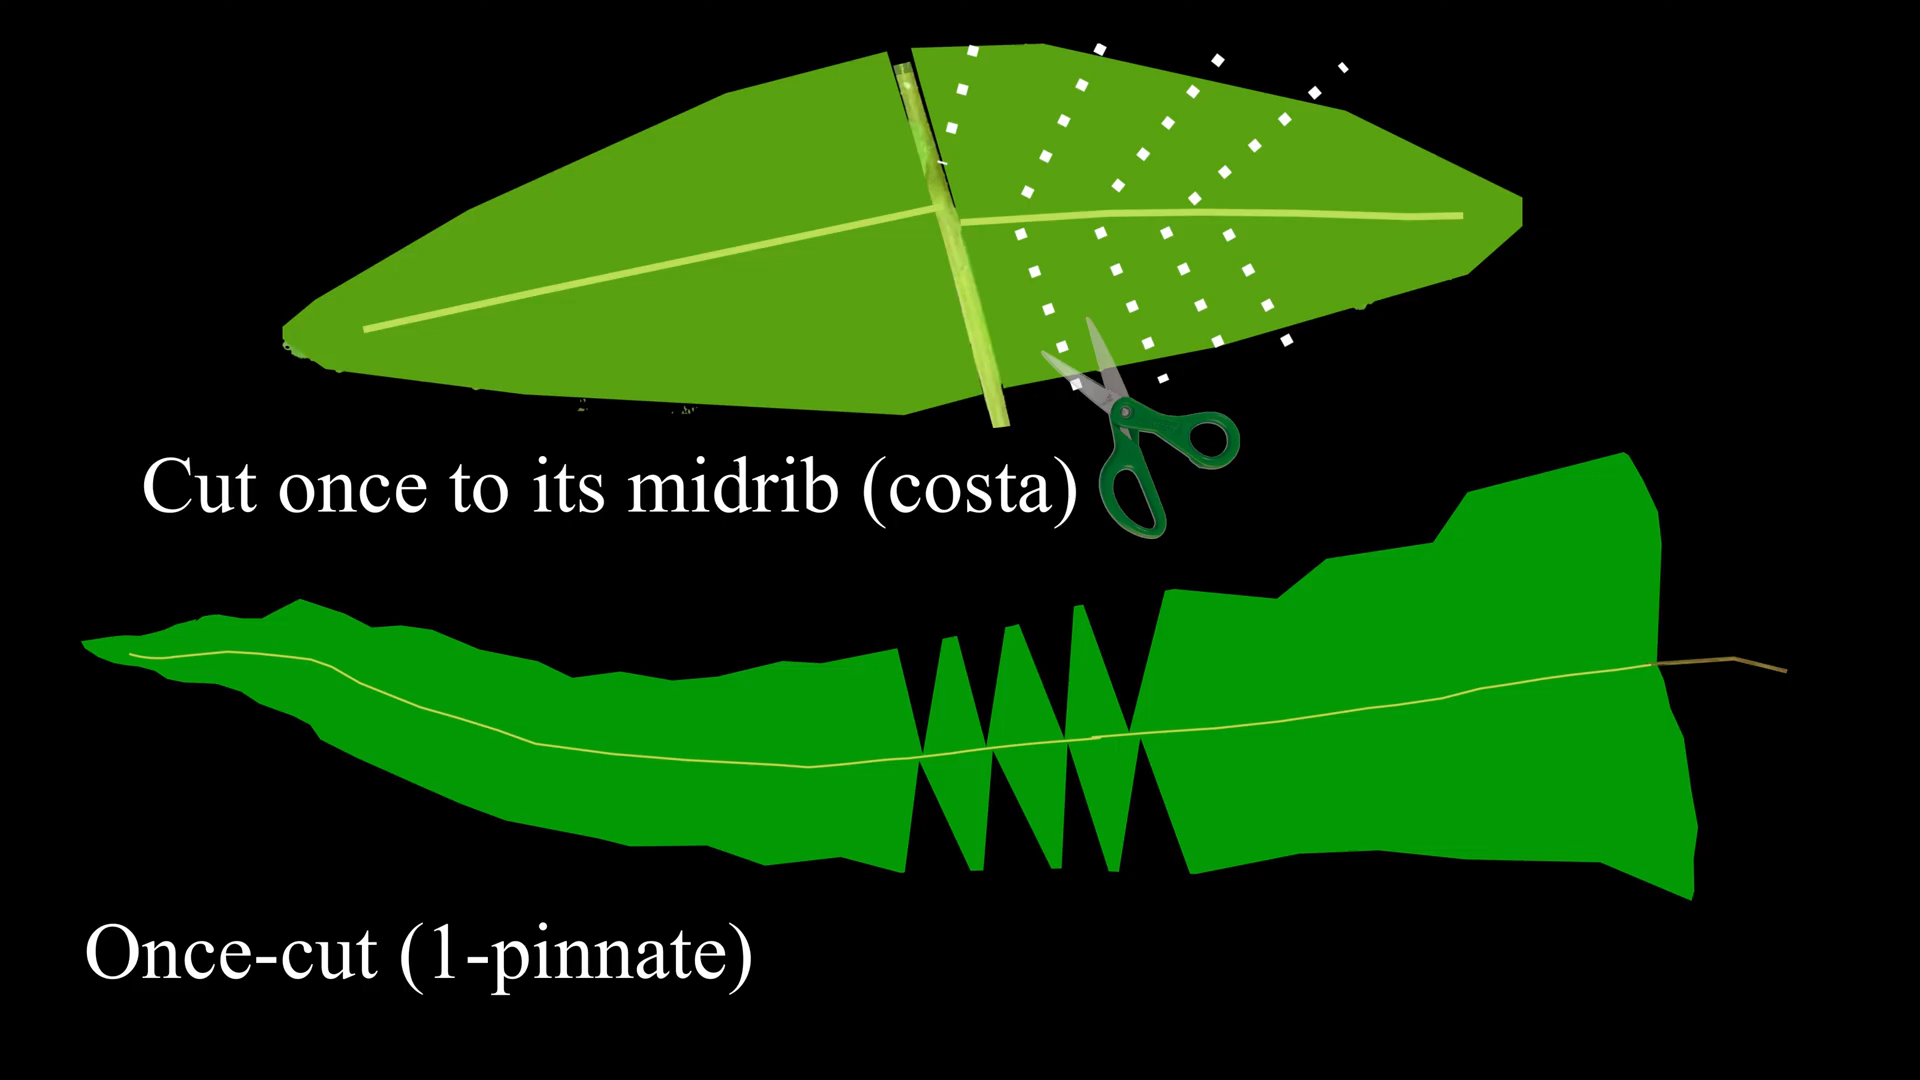 Cut once to its midrib (costa)
Once-cut (1-pinnate)